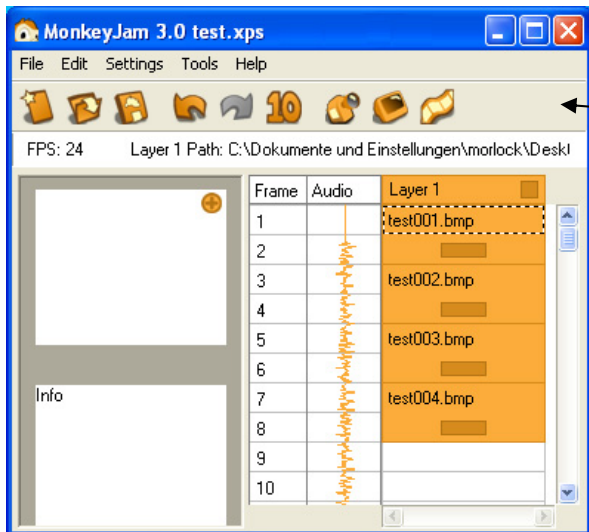 MonkeyJam 3.0 test.xps
File Edit Settings Tools Help
10
FPS: 24 Layer 1 Path: C:\Dokumente und Einstellungen\morlock\Desk
Frame Audio Layer 1
1 test001.bmp
2
3 test002.bmp
4
5 test003.bmp
6
Info
7 test004.bmp
8
9
10